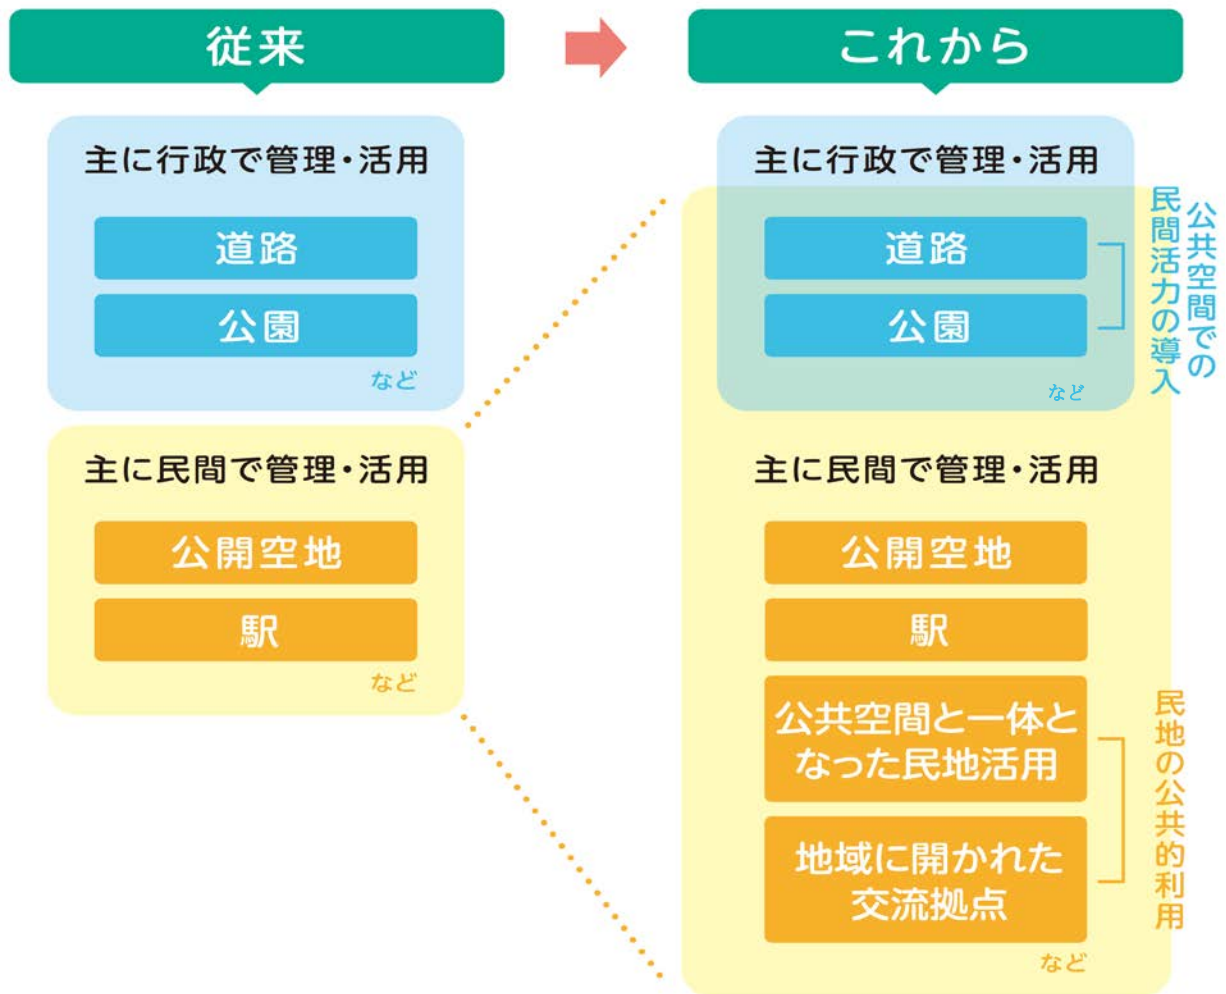 従来
主に行政で管理・活用
道路
公園
など
主に民間で管理・活用
公開空地
駅
など
これから
主に行政で管理・活用
道路
公園
など
公共空間での
民間活力の導入
主に民間で管理・活用
公開空地
駅
公共空間と一体と
なった民地活用
地域に開かれた
交流拠点
など
民地の公共的利用